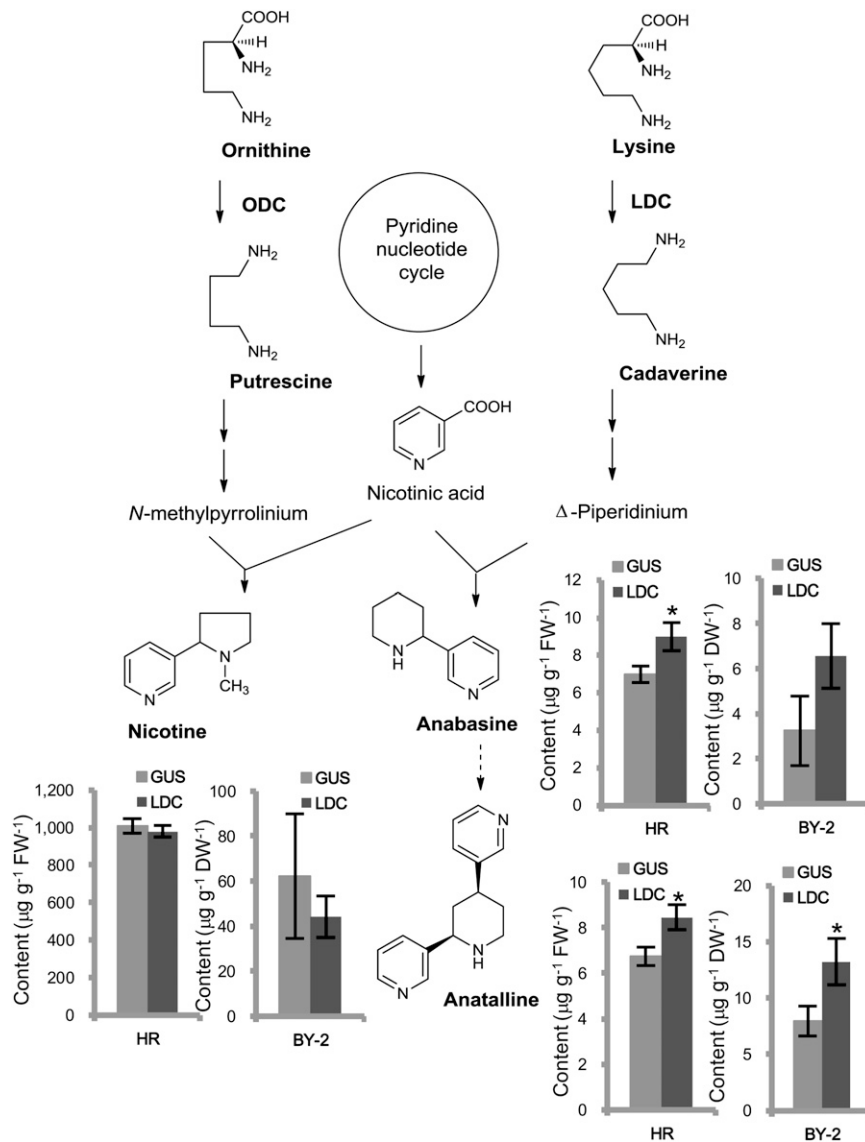 COOH
H
NH2
NH2
Ornithine
ODC
NH2
NH2
Putrescine
N-methylpyrrolinium
Pyridine
nucleotide
cycle
COOH
N
Nicotinic acid
COOH
H
NH2
NH2
Lysine
LDC
NH2
NH2
Cadaverine
Δ-Piperidinium
N
N
CH3
Nicotine
N
H
N
Anabasine
N
N
H
N
Anatalline
Content (µg g-1 FW-1)
1,200
1,000
800
600
400
200
0
GUS
LDC
HR
Content (µg g-1 DW-1)
100
80
60
40
20
0
GUS
LDC
BY-2
Content (µg g-1 FW-1)
12
10
8
6
4
2
0
GUS
LDC
*
HR
Content (µg g-1 DW-1)
10
8
6
4
2
0
GUS
LDC
BY-2
Content (µg g-1 FW-1)
10
8
6
4
2
0
GUS
LDC
*
HR
Content (µg g-1 DW-1)
20
15
10
5
0
GUS
LDC
*
BY-2